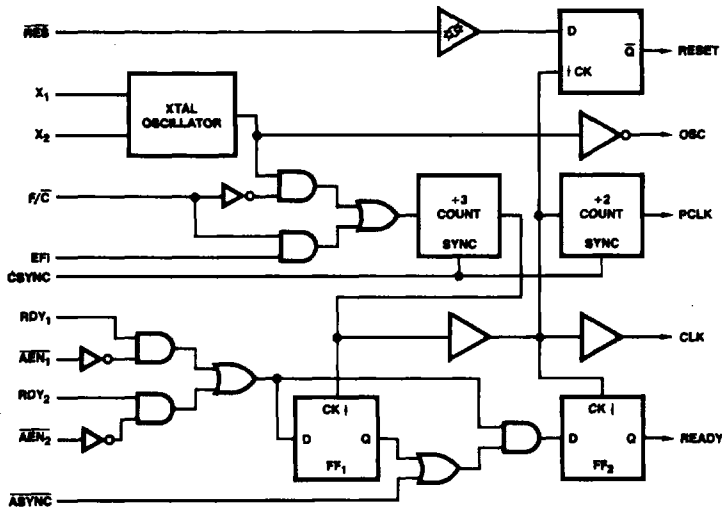 RES
D
Q
RESET
CK
X1
X2
XTAL
OSCILLATOR
OSC
F/C
÷3
COUNT
SYNC
÷2
COUNT
SYNC
PCLK
EFI
CSYNC
RDY1
AEN1
RDY2
AEN2
CLK
CK
D
Q
FF1
CK
D
Q
FF2
READY
ASYNC